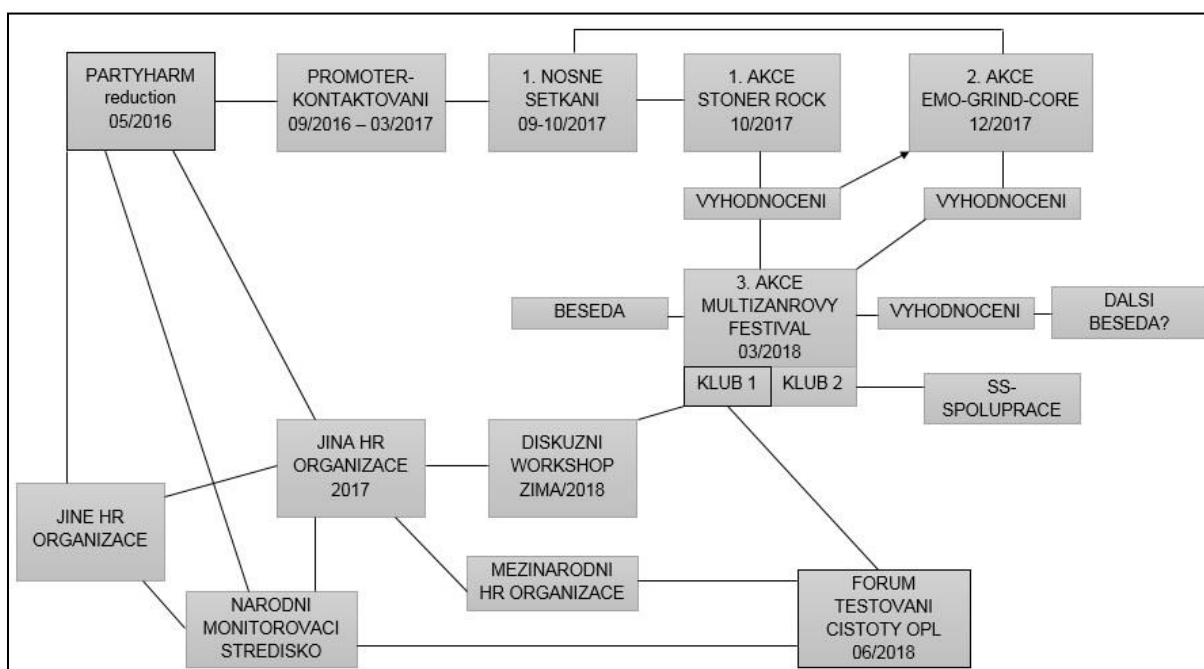 PARTYHARM
reduction
05/2016
PROMOTER-
KONTAKTOVANI
09/2016 – 03/2017
1. NOSNE
SETKANI
09-10/2017
1. AKCE
STONER ROCK
10/2017
2. AKCE
EMO-GRIND-CORE
12/2017
VYHODNOCENI
VYHODNOCENI
BESEDA
3. AKCE
MULTIZANROVY
FESTIVAL
03/2018
VYHODNOCENI
DALSI
BESEDA?
KLUB 1
KLUB 2
SS-
SPOLUPRACE
JINA HR
ORGANIZACE
2017
DISKUZNI
WORKSHOP
ZIMA/2018
JINE HR
ORGANIZACE
MEZINARODNI
HR ORGANIZACE
NARODNI
MONITOROVACI
STREDISKO
FORUM
TESTOVANI
CISTOTY OPL
06/2018